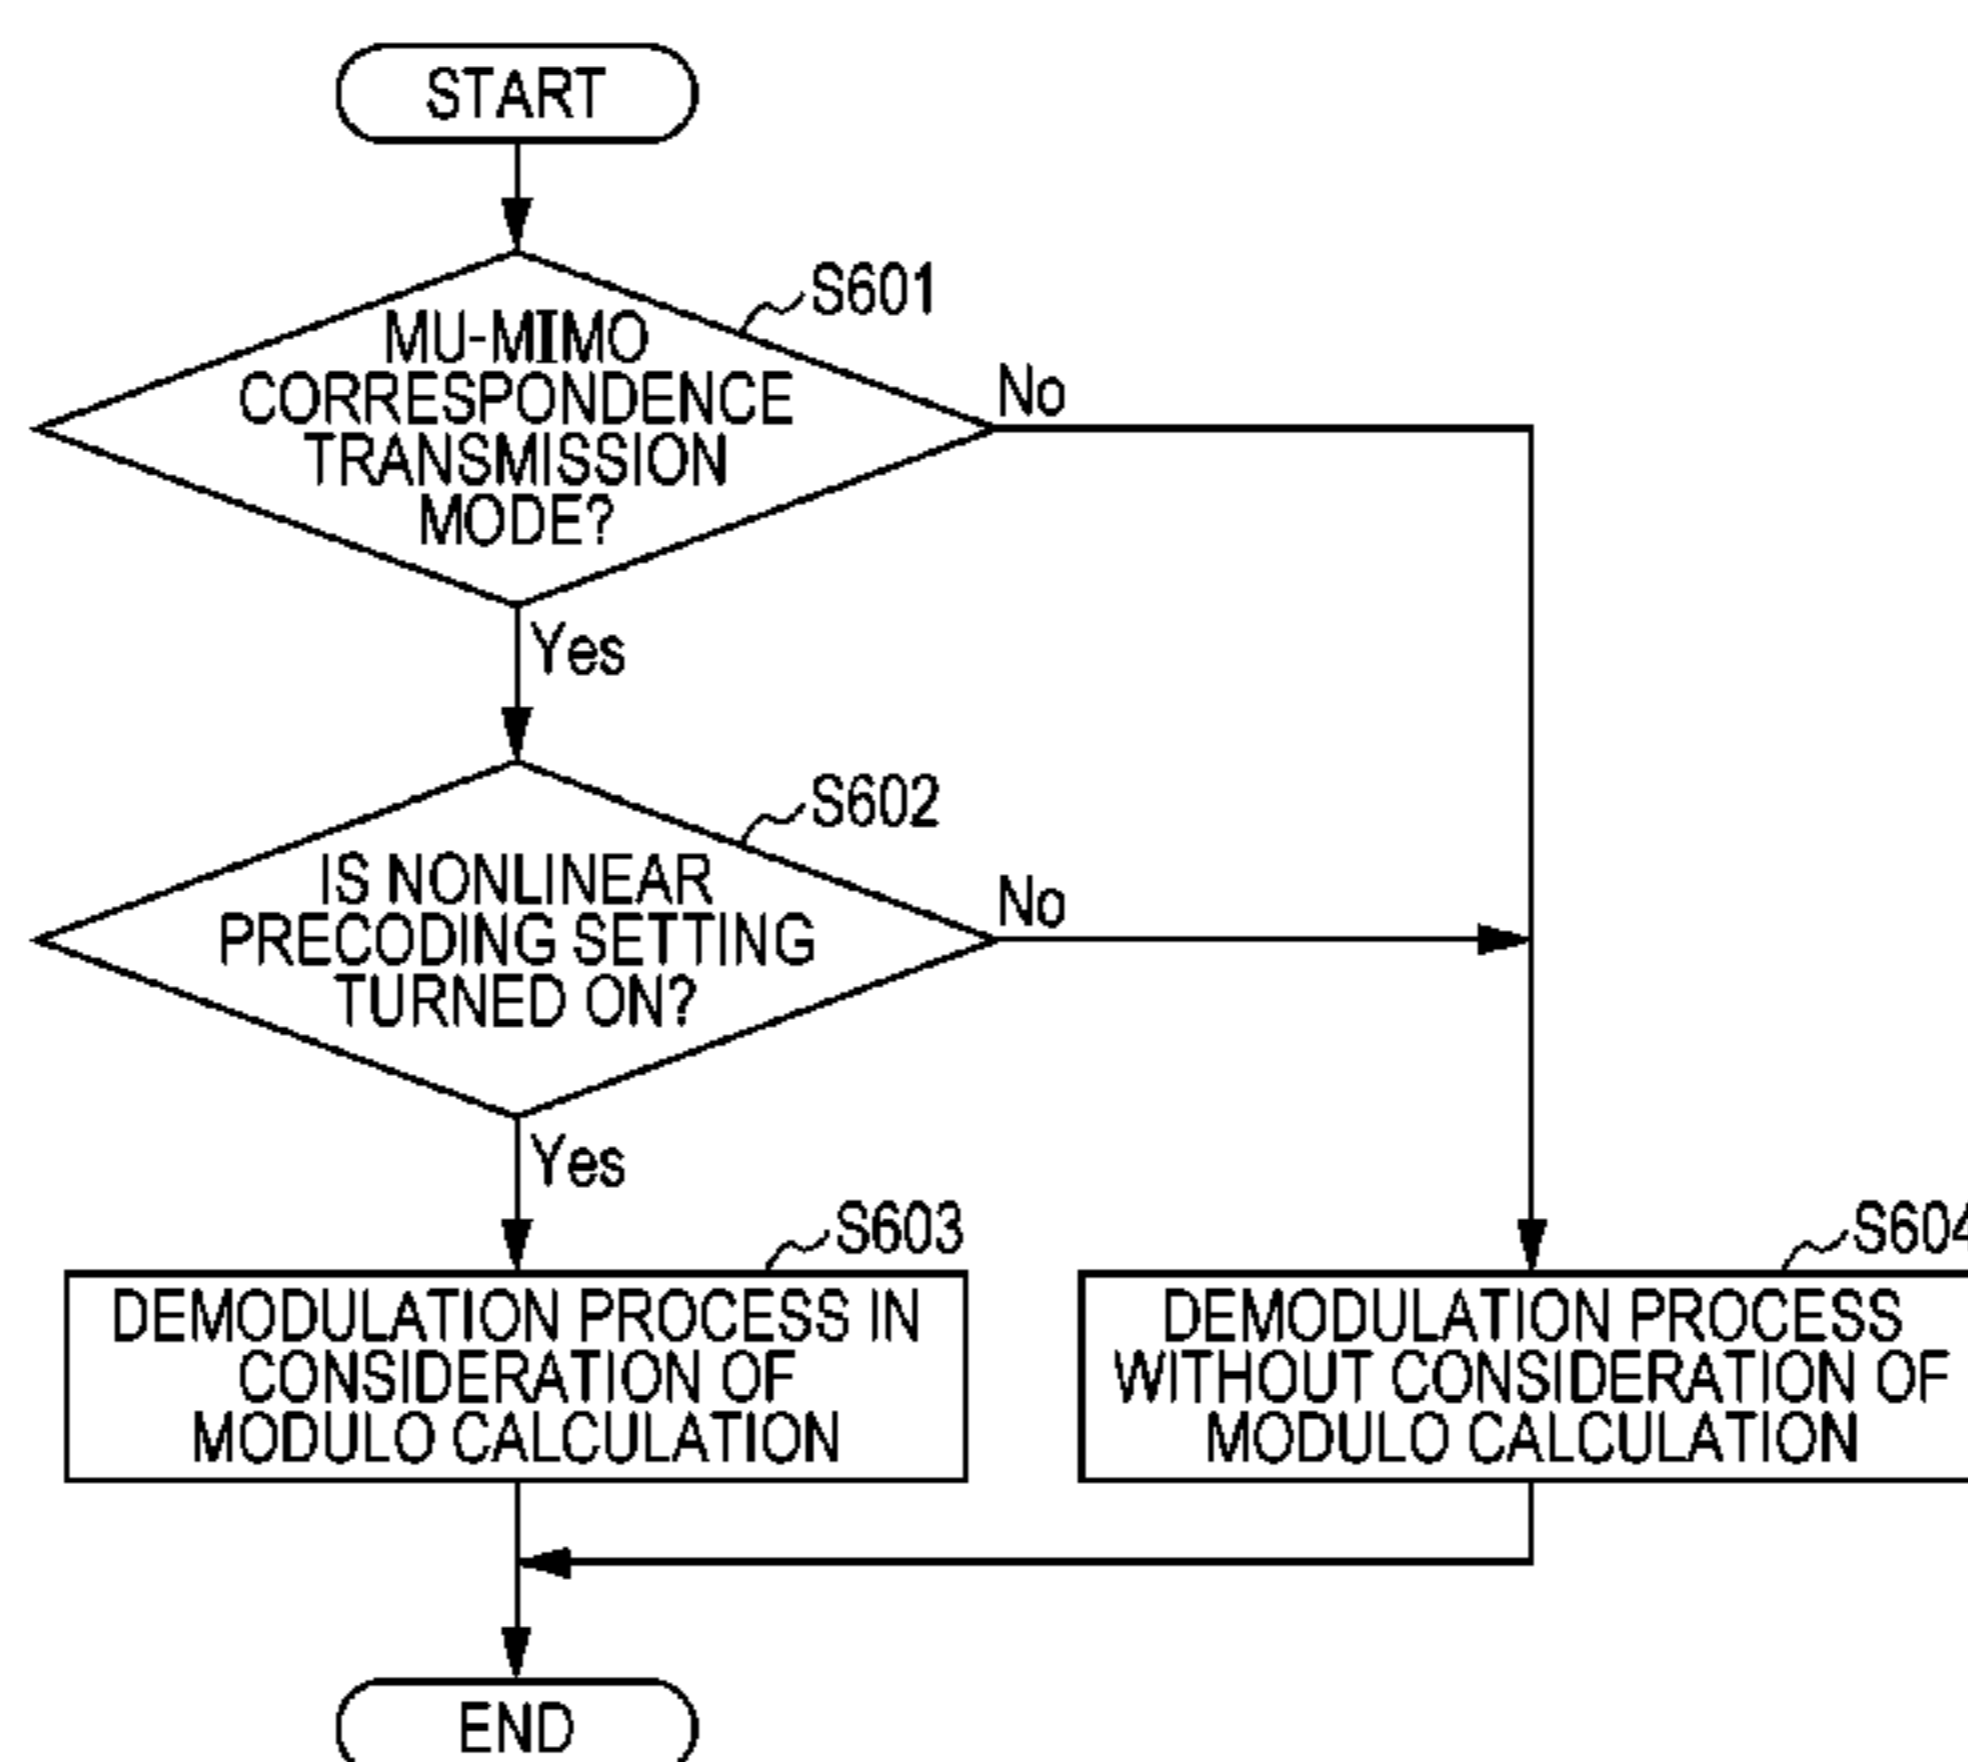 START
S601
MU-MIMO
CORRESPONDENCE
TRANSMISSION
MODE?
No
Yes
S602
IS NONLINEAR
PRECODING SETTING
TURNED ON?
No
Yes
S603
DEMODULATION PROCESS IN
CONSIDERATION OF
MODULO CALCULATION
S604
DEMODULATION PROCESS
WITHOUT CONSIDERATION OF
MODULO CALCULATION
END